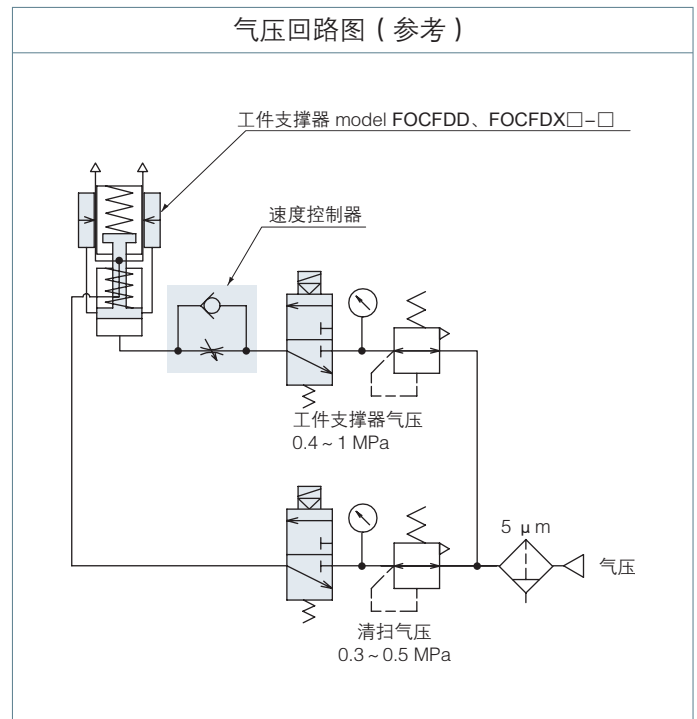 气压回路图（参考）
工件支撑器 model FOCFDD、FOCFDX□-□
速度控制器
工件支撑器气压
0.4~1 MPa
5 μm
气压
清扫气压
0.3~0.5 MPa